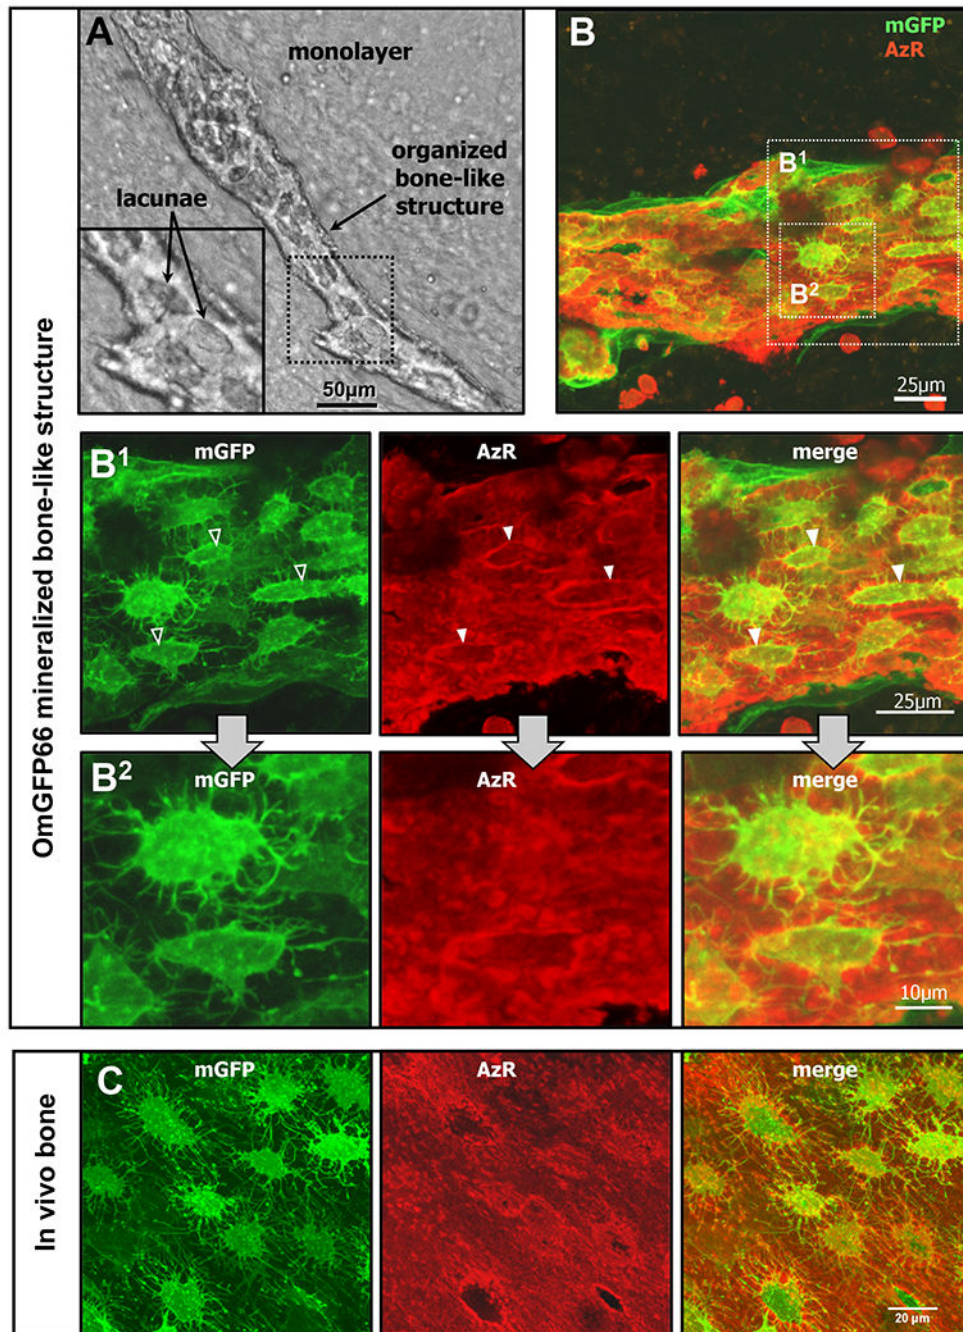 OmGFP66 mineralized bone-like structure
A
monolayer
organized
bone-like
structure
lacunae
50µm
B
mGFP
AzR
B1
B2
25µm
B1
mGFP
AzR
merge
25µm
B2
mGFP
AzR
merge
10µm
In vivo bone
C
mGFP
AzR
merge
20 µm